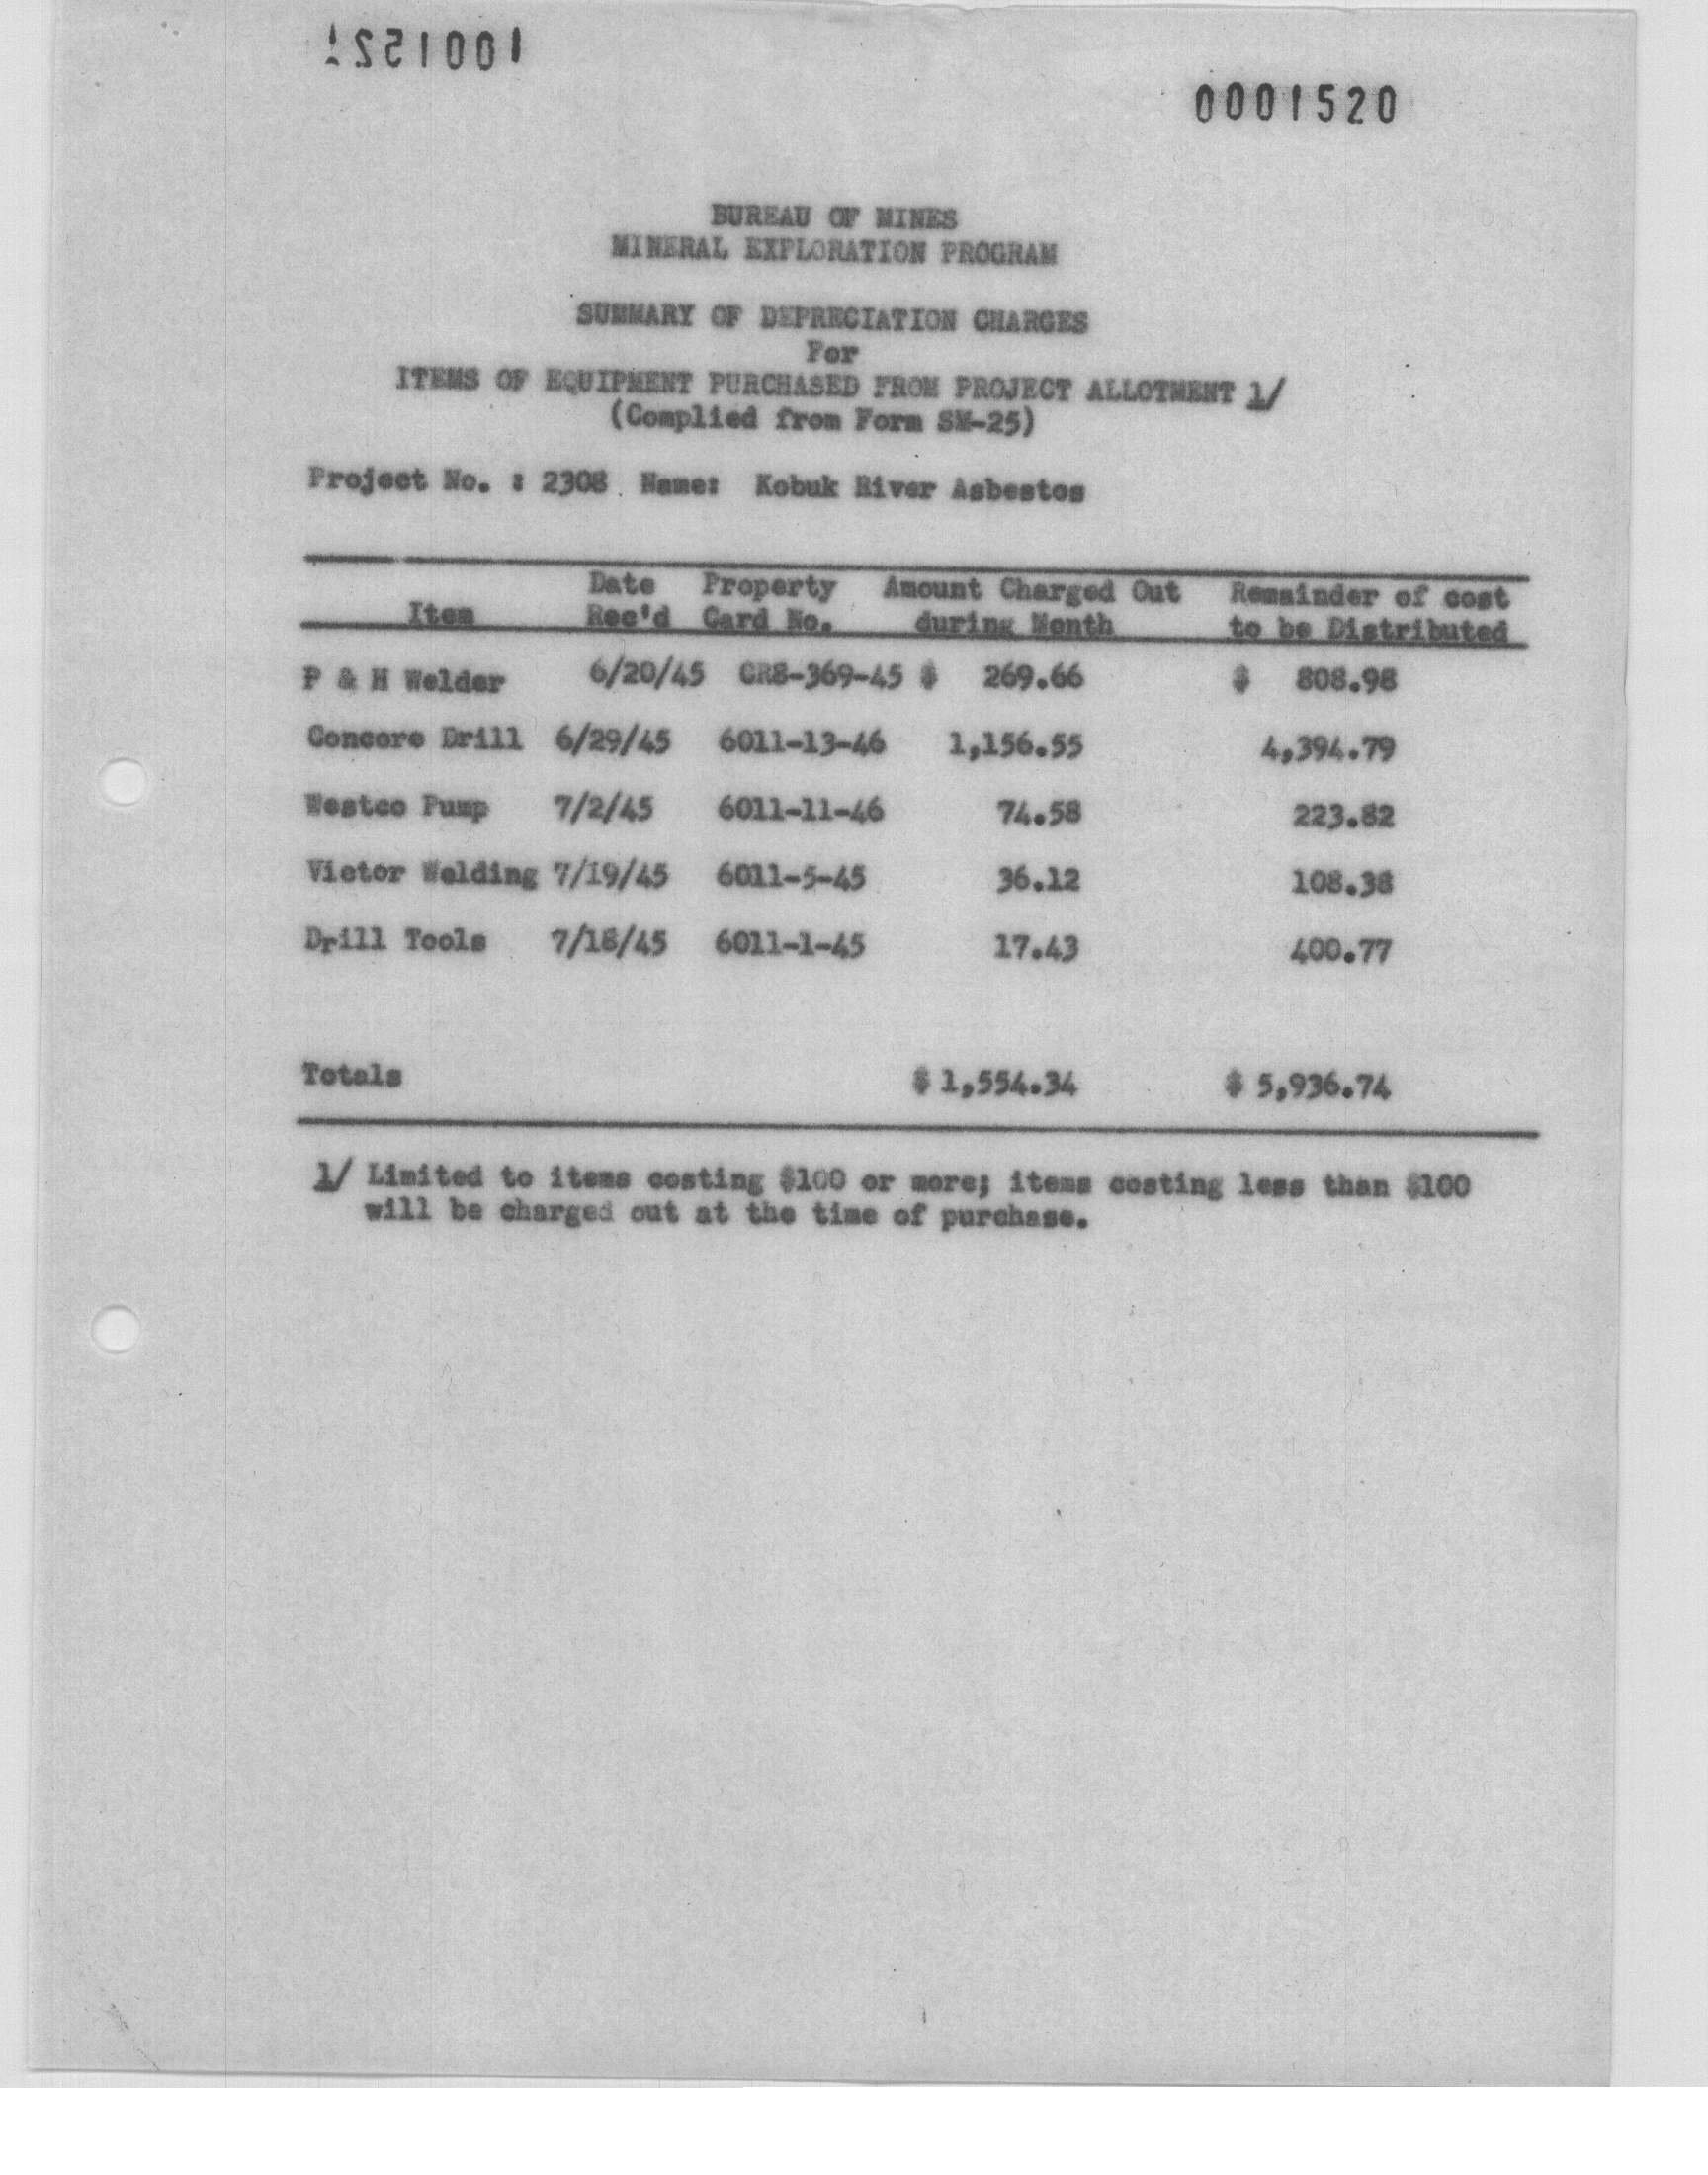 0001520
BUREAU OF MINES
MINERAL EXPLORATION PROGRAM
SUMMARY OF DEPRECIATION CHARGES
For
ITEMS OF EQUIPMENT PURCHASED FROM PROJECT ALLOTMENT 1/
(Complied from Form SM-25)
Project No. : 2308 Name: Kobuk River Asbestos
Date Property Amount Charged Out Remainder of cost
Item Rec'd Card No. during Month to be Distributed
P & H Welder 6/20/45 GR8-369-45 $ 269.66 $ 808.98
Concore Drill 6/29/45 6011-13-46 1,156.55 4,394.79
Westco Pump 7/2/45 6011-11-46 74.58 223.82
Victor Welding 7/19/45 6011-5-45 36.12 108.38
Drill Tools 7/18/45 6011-1-45 17.43 400.77
Totals $ 1,554.34 $ 5,936.74
1/ Limited to items costing $100 or more; items costing less than $100
will be charged out at the time of purchase.